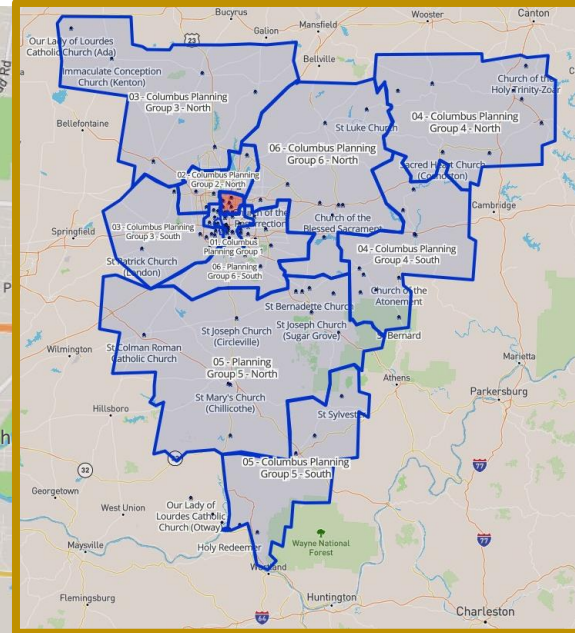 Bucyrus
Wooster
Canton
Mansfield
Galion
Our Lady of Lourdes
Catholic Church (Ada)
23
Bellville
Immaculate Conception
Church (Kenton)
Church of the
Holy Trinity-Zoar
03 - Columbus Planning
Group 3 - North
04 - Columbus Planning
Group 4 - North
Bellefontaine
St Luke Church
06 - Columbus Planning
Group 6 - North
Sacred Heart Church
(Coshocton)
02 - Columbus Planning
Group 2 - North
Cambridge
Church of the
Blessed Sacrament
03 - Columbus Planning
Group 3 - South
Springfield
01. Columbus
Planning Group 1
04 - Columbus Planning
Group 4 - South
St Patrick Church
(London)
06 - Planning
Group 6 - South
P
Church of the
Atonement
St Bernadette Church
St Joseph Church
(Circleville)
St Joseph Church
(Sugar Grove)
St Bernard
Wilmington
St Colman Roman
Catholic Church
Marietta
05 - Planning
Group 5 - North
Athens
Parkersburg
St Mary's Church
(Chillicothe)
Hillsboro
St Sylvester
h
32
05 - Columbus Planning
Group 5 - South
77
Georgetown
West Union
Our Lady of
Lourdes Catholic
Church (Otway)
Holy Redeemer
Wayne National
Forest
77
Maysville
Flemingsburg
Huntington
64
Charleston